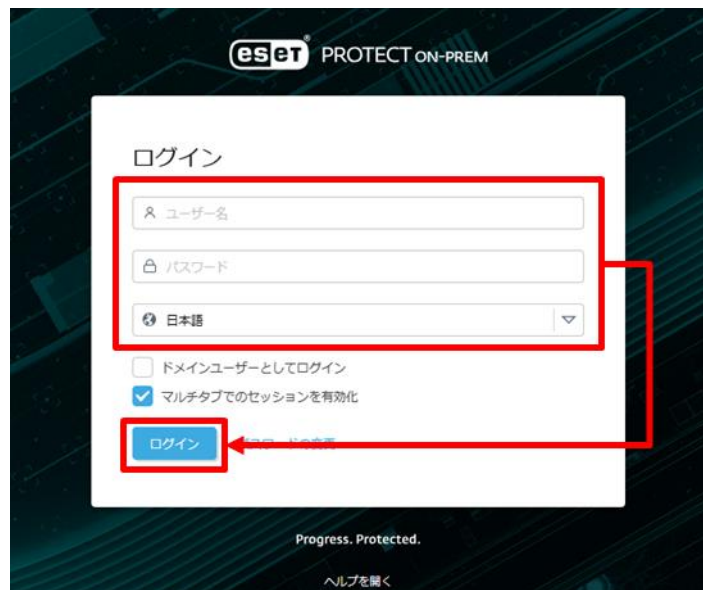 eset PROTECT ON-PREM
ログイン
ユーザー名
パスワード
日本語
ドメインユーザーとしてログイン
マルチタブでのセッションを有効化
ログイン
Progress. Protected.
ヘルプを開く